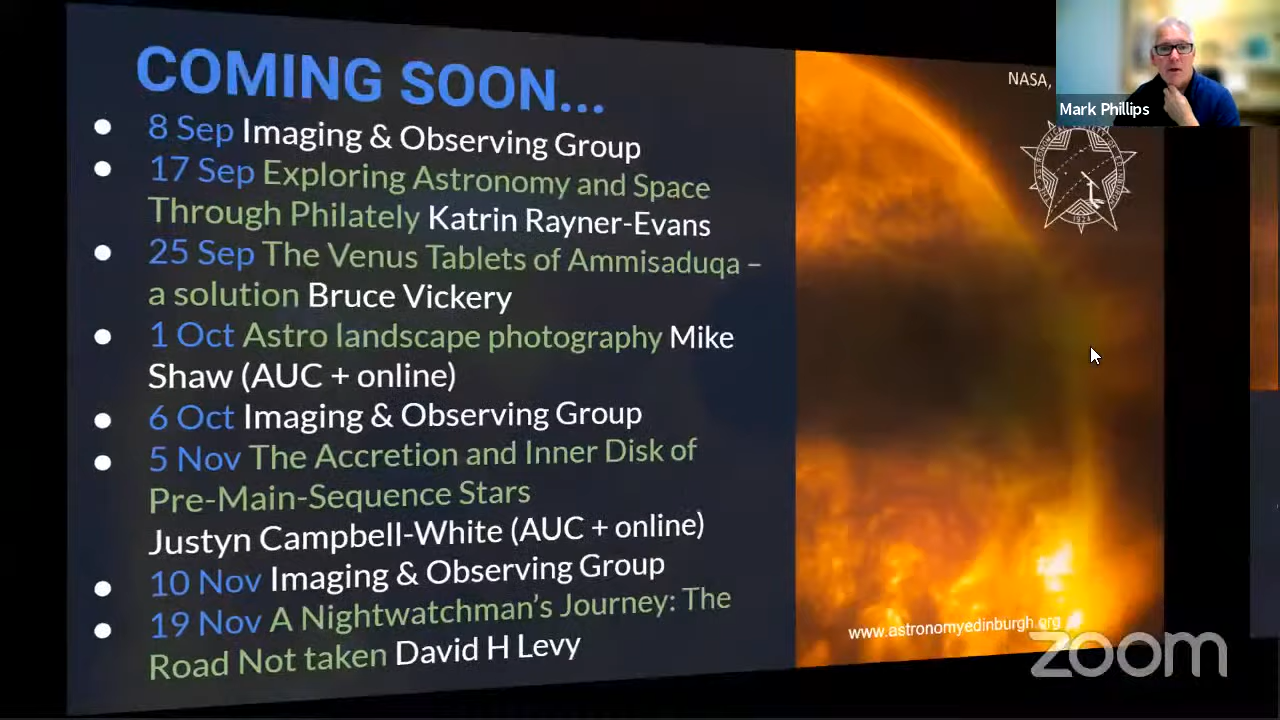 COMING SOON...
8 Sep Imaging & Observing Group
17 Sep Exploring Astronomy and Space
Through Philately Katrin Rayner-Evans
25 Sep The Venus Tablets of Ammisaduqa –
a solution Bruce Vickery
1 Oct Astro landscape photography Mike
Shaw (AUC + online)
6 Oct Imaging & Observing Group
5 Nov The Accretion and Inner Disk of
Pre-Main-Sequence Stars
Justyn Campbell-White (AUC + online)
10 Nov Imaging & Observing Group
19 Nov A Nightwatchman's Journey: The
Road Not taken David H Levy
NASA,
Mark Phillips
1924
www.astronomyedinburgh.org
zoom